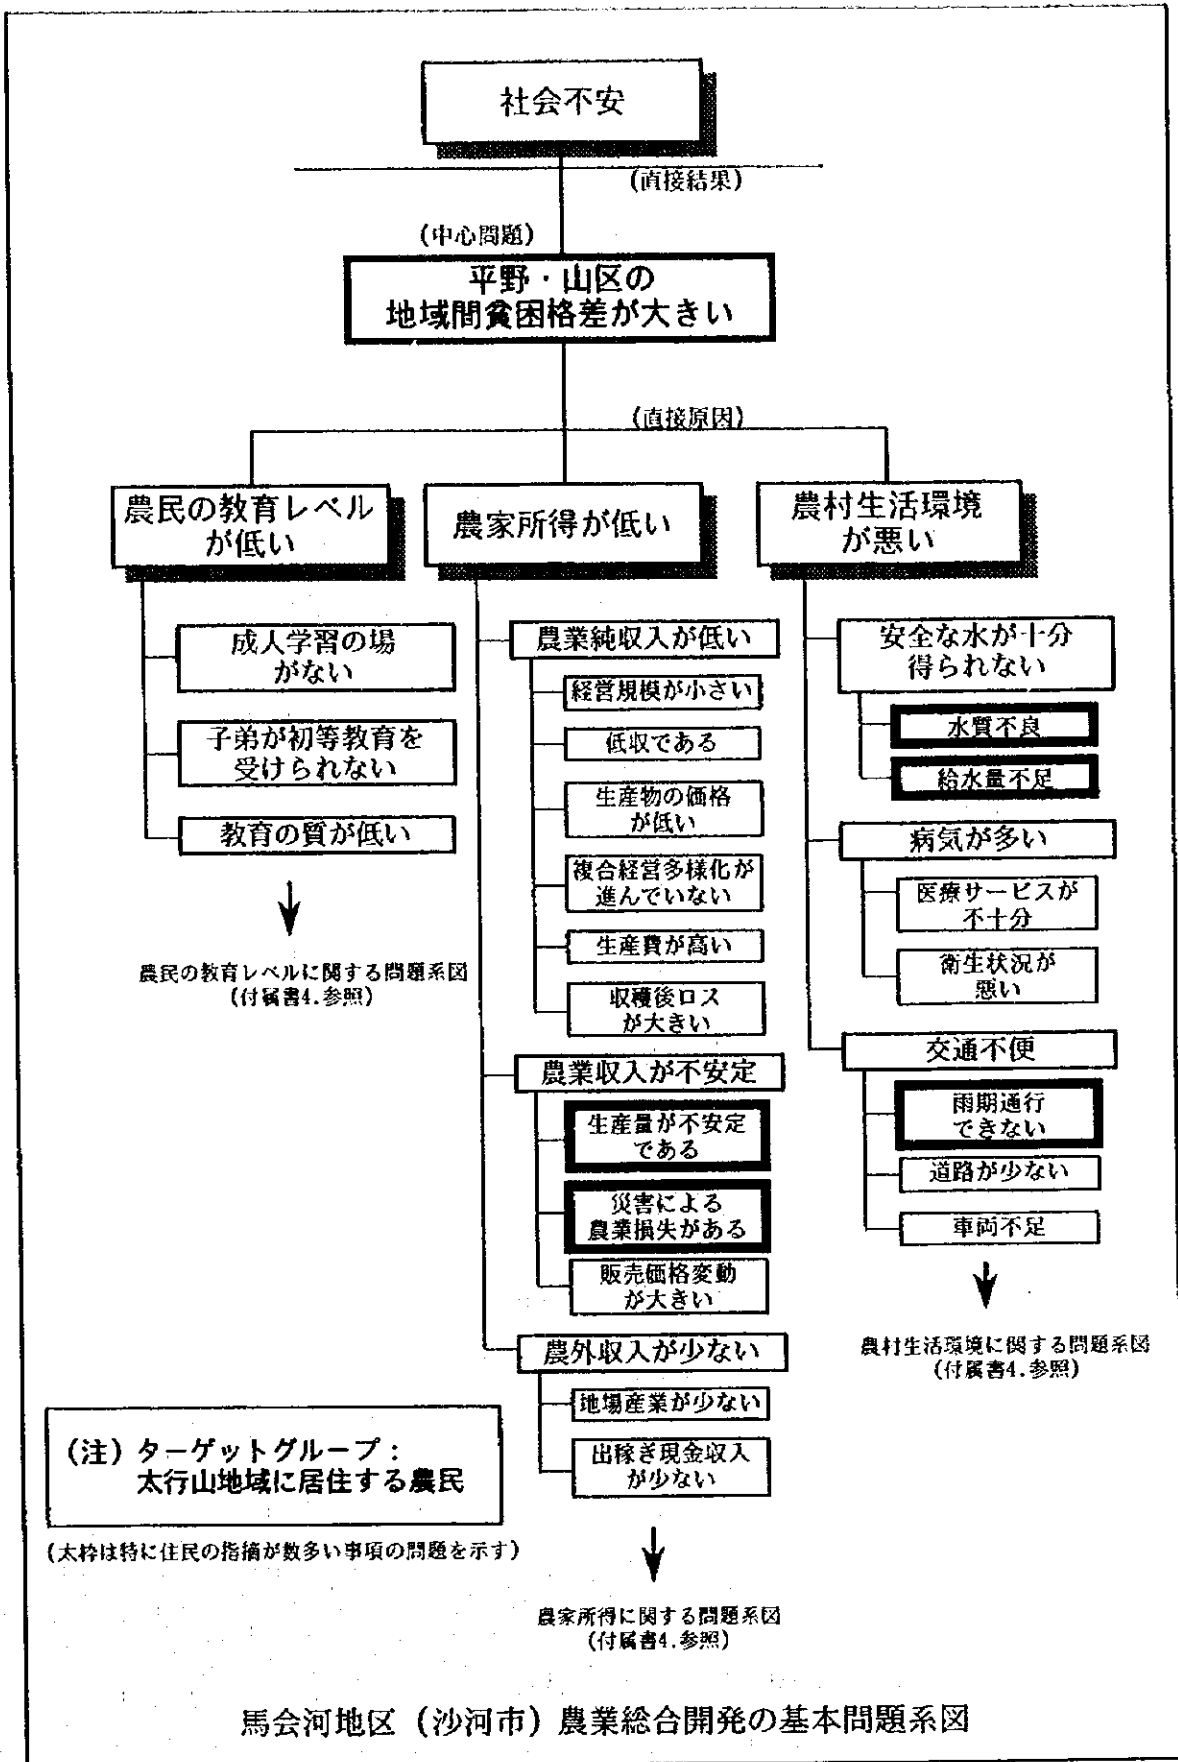 社会不安
(直接結果)
(中心問題)
平野・山区の
地域間貧困格差が大きい
(直接原因)
農民の教育レベル
が低い
成人学習の場
がない
子弟が初等教育を
受けられない
教育の質が低い
農民の教育レベルに関する問題系図
(付属書4.参照)
農家所得が低い
農業純収入が低い
経営規模が小さい
低収である
生産物の価格
が低い
複合経営多様化が
進んでいない
生産費が高い
収穫後ロス
が大きい
農業収入が不安定
生産量が不安定
である
災害による
農業損失がある
販売価格変動
が大きい
農外収入が少ない
地場産業が少ない
出稼ぎ現金収入
が少ない
農家所得に関する問題系図
(付属書4.参照)
農村生活環境
が悪い
安全な水が十分
得られない
水質不良
給水量不足
病気が多い
医療サービスが
不十分
衛生状況が
悪い
交通不便
雨期通行
できない
道路が少ない
車両不足
農村生活環境に関する問題系図
(付属書4.参照)
(注) ターゲットグループ:
太行山地域に居住する農民
(太枠は特に住民の指摘が数多い事項の問題を示す)
馬会河地区 (沙河市) 農業総合開発の基本問題系図